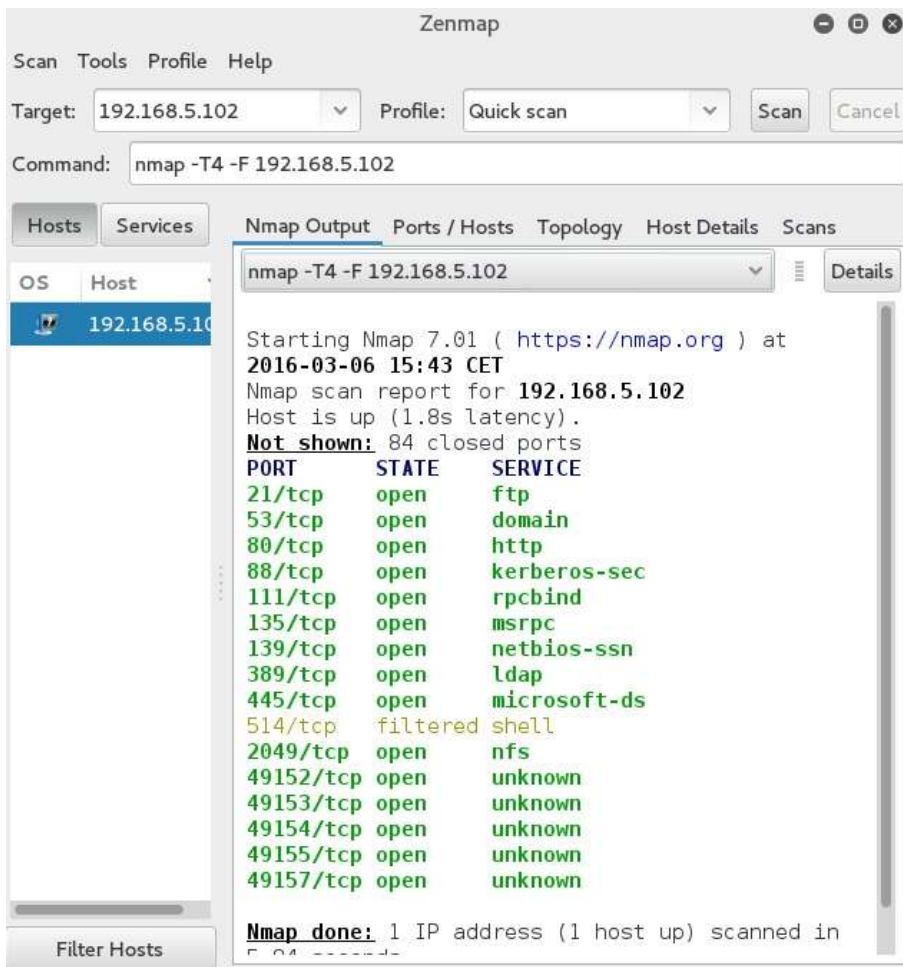 Zenmap
Scan Tools Profile Help
Target: 192.168.5.102 Profile: Quick scan Scan Cancel
Command: nmap -T4 -F 192.168.5.102
Hosts Services Nmap Output Ports / Hosts Topology Host Details Scans
OS Host nmap -T4 -F 192.168.5.102 Details
192.168.5.10
Starting Nmap 7.01 ( https://nmap.org ) at
2016-03-06 15:43 CET
Nmap scan report for 192.168.5.102
Host is up (1.8s latency).
Not shown: 84 closed ports
PORT STATE SERVICE
21/tcp open ftp
53/tcp open domain
80/tcp open http
88/tcp open kerberos-sec
111/tcp open rpcbind
135/tcp open msrpc
139/tcp open netbios-ssn
389/tcp open ldap
445/tcp open microsoft-ds
514/tcp filtered shell
2049/tcp open nfs
49152/tcp open unknown
49153/tcp open unknown
49154/tcp open unknown
49155/tcp open unknown
49157/tcp open unknown
Nmap done: 1 IP address (1 host up) scanned in
Filter Hosts